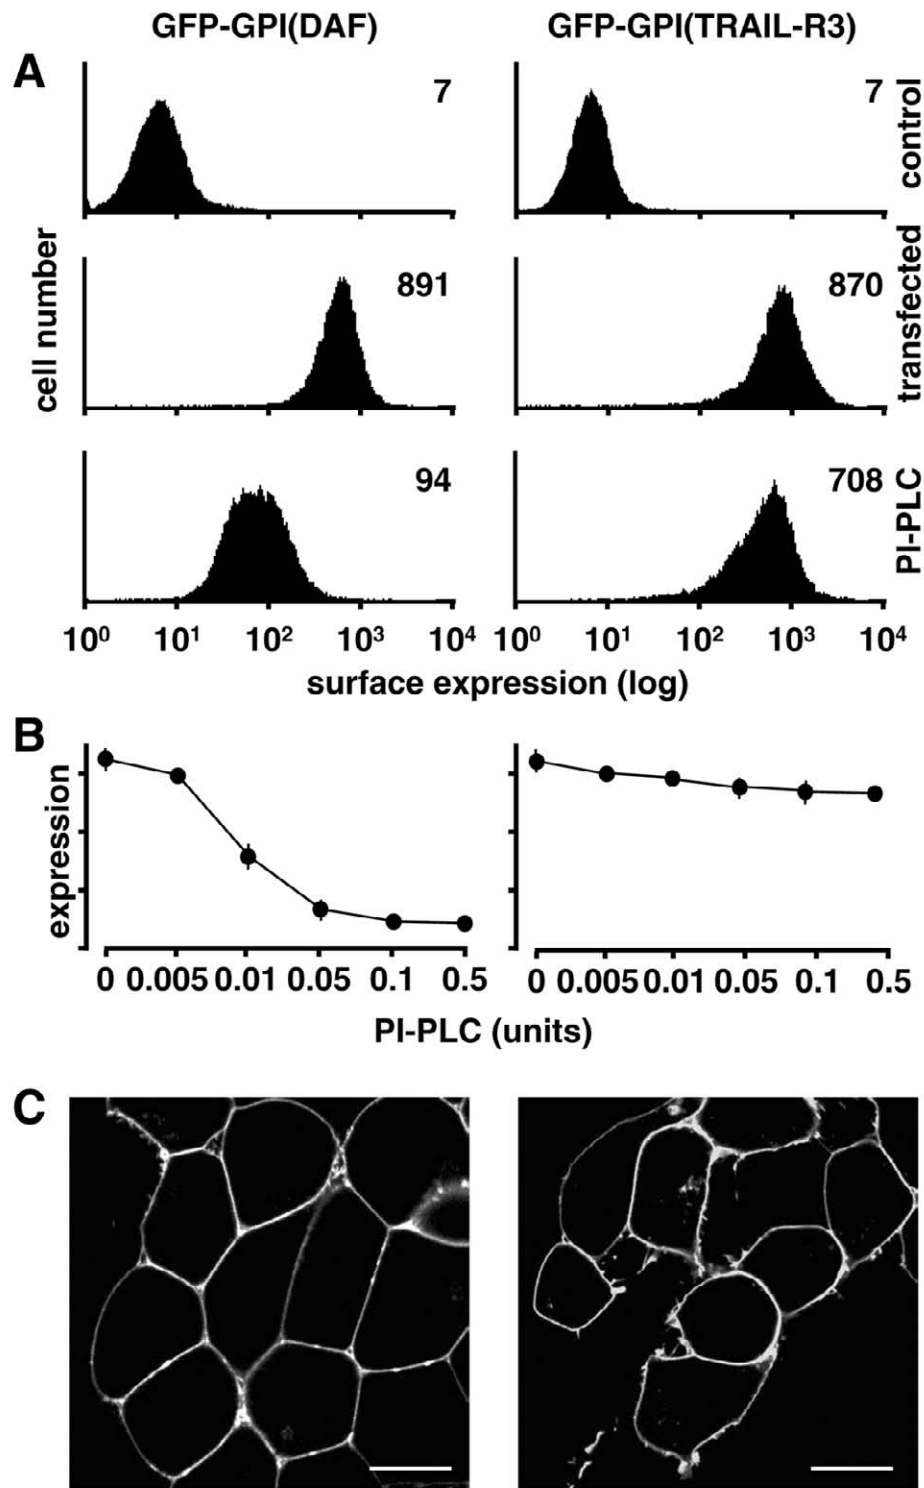 GFP-GPI(DAF) GFP-GPI(TRAIL-R3)
A
7 7
control
891 870
cell number
transfected
94 708
PI-PLC
10⁰ 10¹ 10² 10³ 10⁴ 10⁰ 10¹ 10² 10³ 10⁴
surface expression (log)
B
expression
0 0.005 0.01 0.05 0.1 0.5 0 0.005 0.01 0.05 0.1 0.5
PI-PLC (units)
C